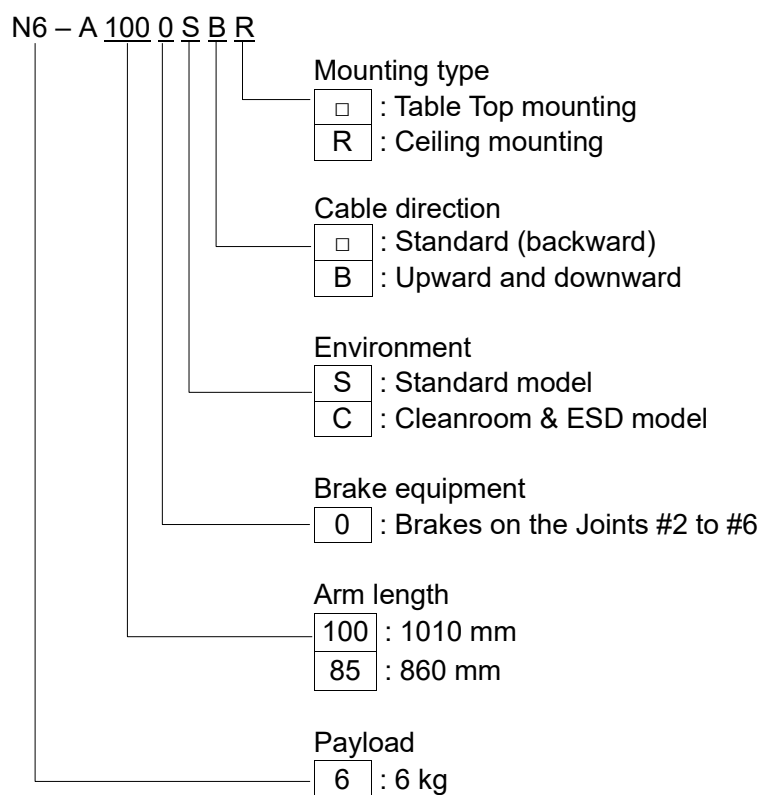 N6 – A 100 0 S B R
Mounting type
□ : Table Top mounting
R : Ceiling mounting
Cable direction
□ : Standard (backward)
B : Upward and downward
Environment
S : Standard model
C : Cleanroom & ESD model
Brake equipment
0 : Brakes on the Joints #2 to #6
Arm length
100 : 1010 mm
85 : 860 mm
Payload
6 : 6 kg